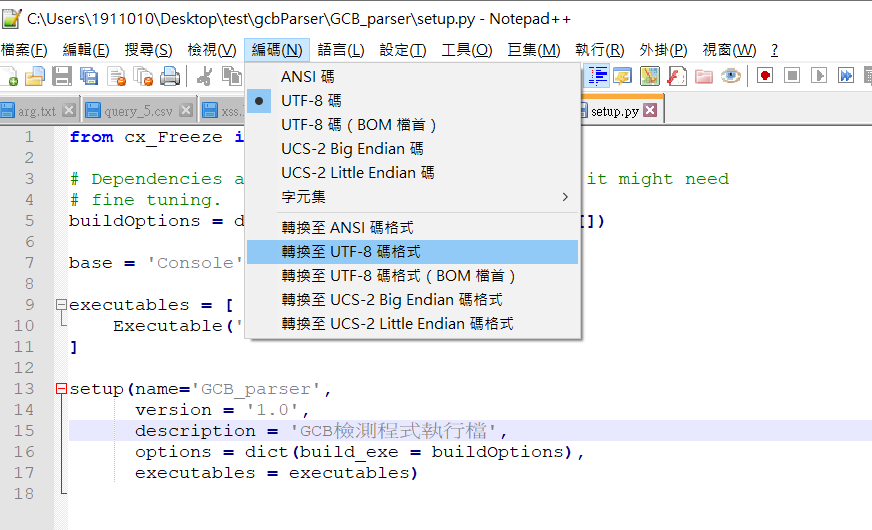 C:\Users\1911010\Desktop\test\gcbParser\GCB_parser\setup.py - Notepad++
檔案(F) 編輯(E) 搜尋(S) 檢視(V) 編碼(N) 語言(L) 設定(T) 工具(O) 巨集(M) 執行(R) 外掛(P) 視窗(W) ?
ANSI 碼
UTF-8 碼
UTF-8 碼 ( BOM 檔首 )
UCS-2 Big Endian 碼
UCS-2 Little Endian 碼
字元集
轉換至 ANSI 碼格式
轉換至 UTF-8 碼格式
轉換至 UTF-8 碼格式 ( BOM 檔首 )
轉換至 UCS-2 Big Endian 碼格式
轉換至 UCS-2 Little Endian 碼格式
arg.txt query_5.csv xss... setup.py
1 from cx_Freeze i
2
3 # Dependencies a it might need
4 # fine tuning.
5 buildOptions = d [])
6
7 base = 'Console'
8
9 executables = [
10 Executable('
11 ]
12
13 setup(name='GCB_parser',
14 version = '1.0',
15 description = 'GCB檢測程式執行檔',
16 options = dict(build_exe = buildOptions),
17 executables = executables)
18